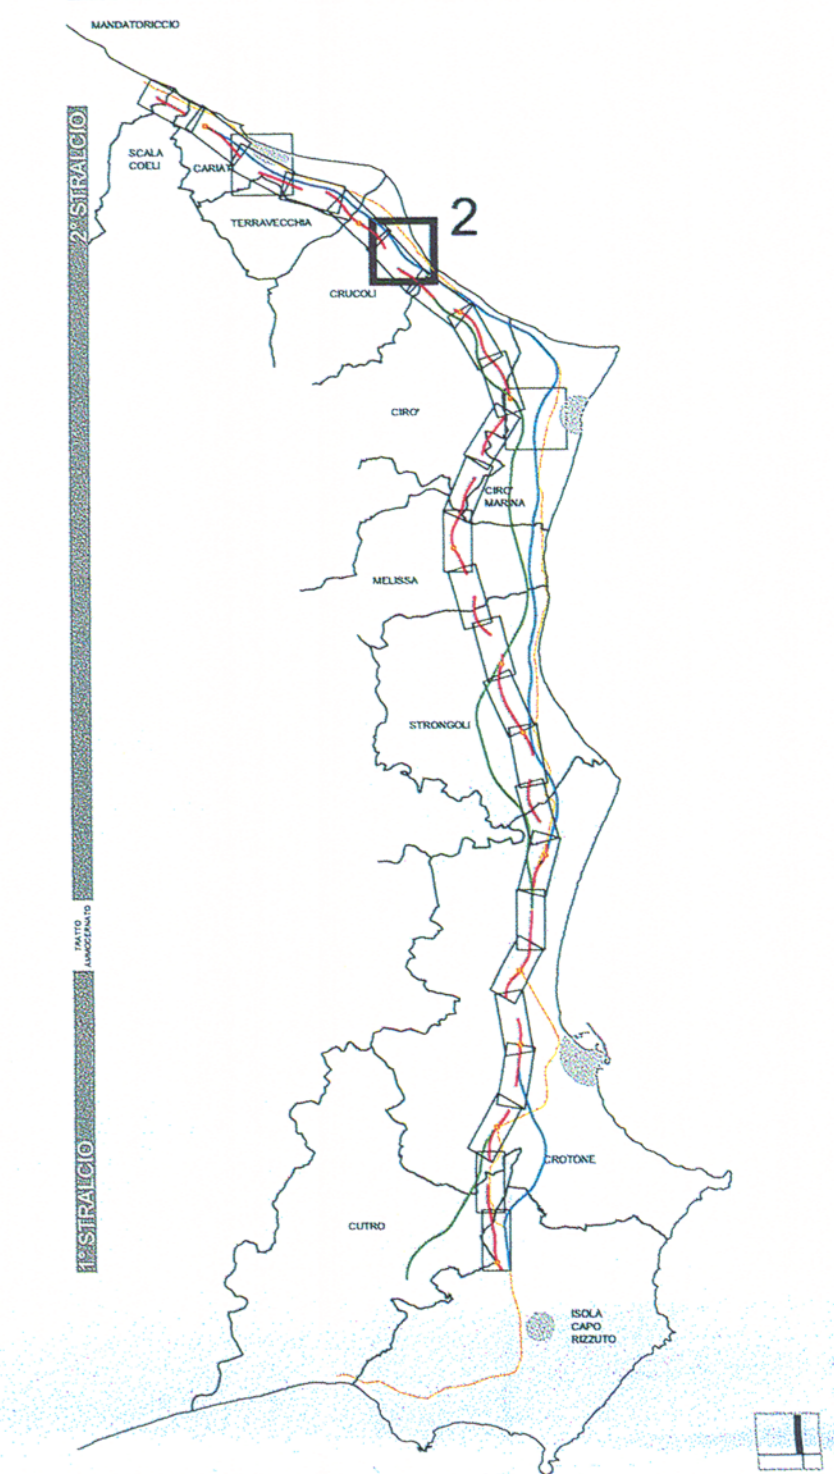 MANDATORICCIO
2° STRALCIO
SCALA
COELI
CARIATI
TERRAVECCHIA
2
CRUCOLI
CIRO'
CIRO'
MARINA
MELISSA
STRONGOLI
TRATTO
AMMODERNATO
1° STRALCIO
CROTONE
CUTRO
ISOLA
CAPO
RIZZUTO